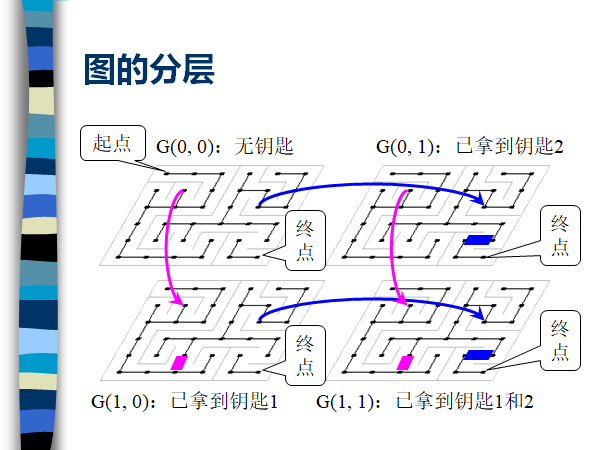 图的分层
起点
G(0, 0)：无钥匙
G(0, 1)：已拿到钥匙2
终
点
终
点
终
点
终
点
G(1, 0)：已拿到钥匙1
G(1, 1)：已拿到钥匙1和2